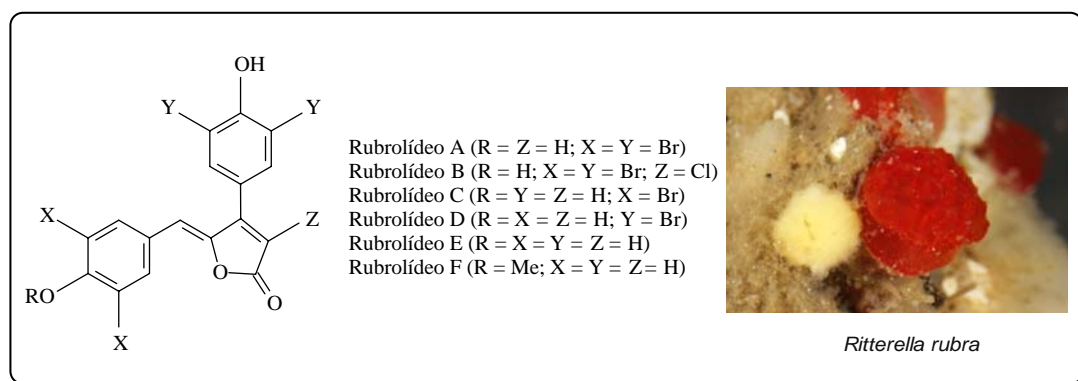 OH
Y Y
Rubrolídeo A (R = Z = H; X = Y = Br)
Rubrolídeo B (R = H; X = Y = Br; Z = Cl)
Rubrolídeo C (R = Y = Z = H; X = Br)
Rubrolídeo D (R = X = Z = H; Y = Br)
Rubrolídeo E (R = X = Y = Z = H)
Rubrolídeo F (R = Me; X = Y = Z = H)
X Z
O
RO O
X
Ritterella rubra